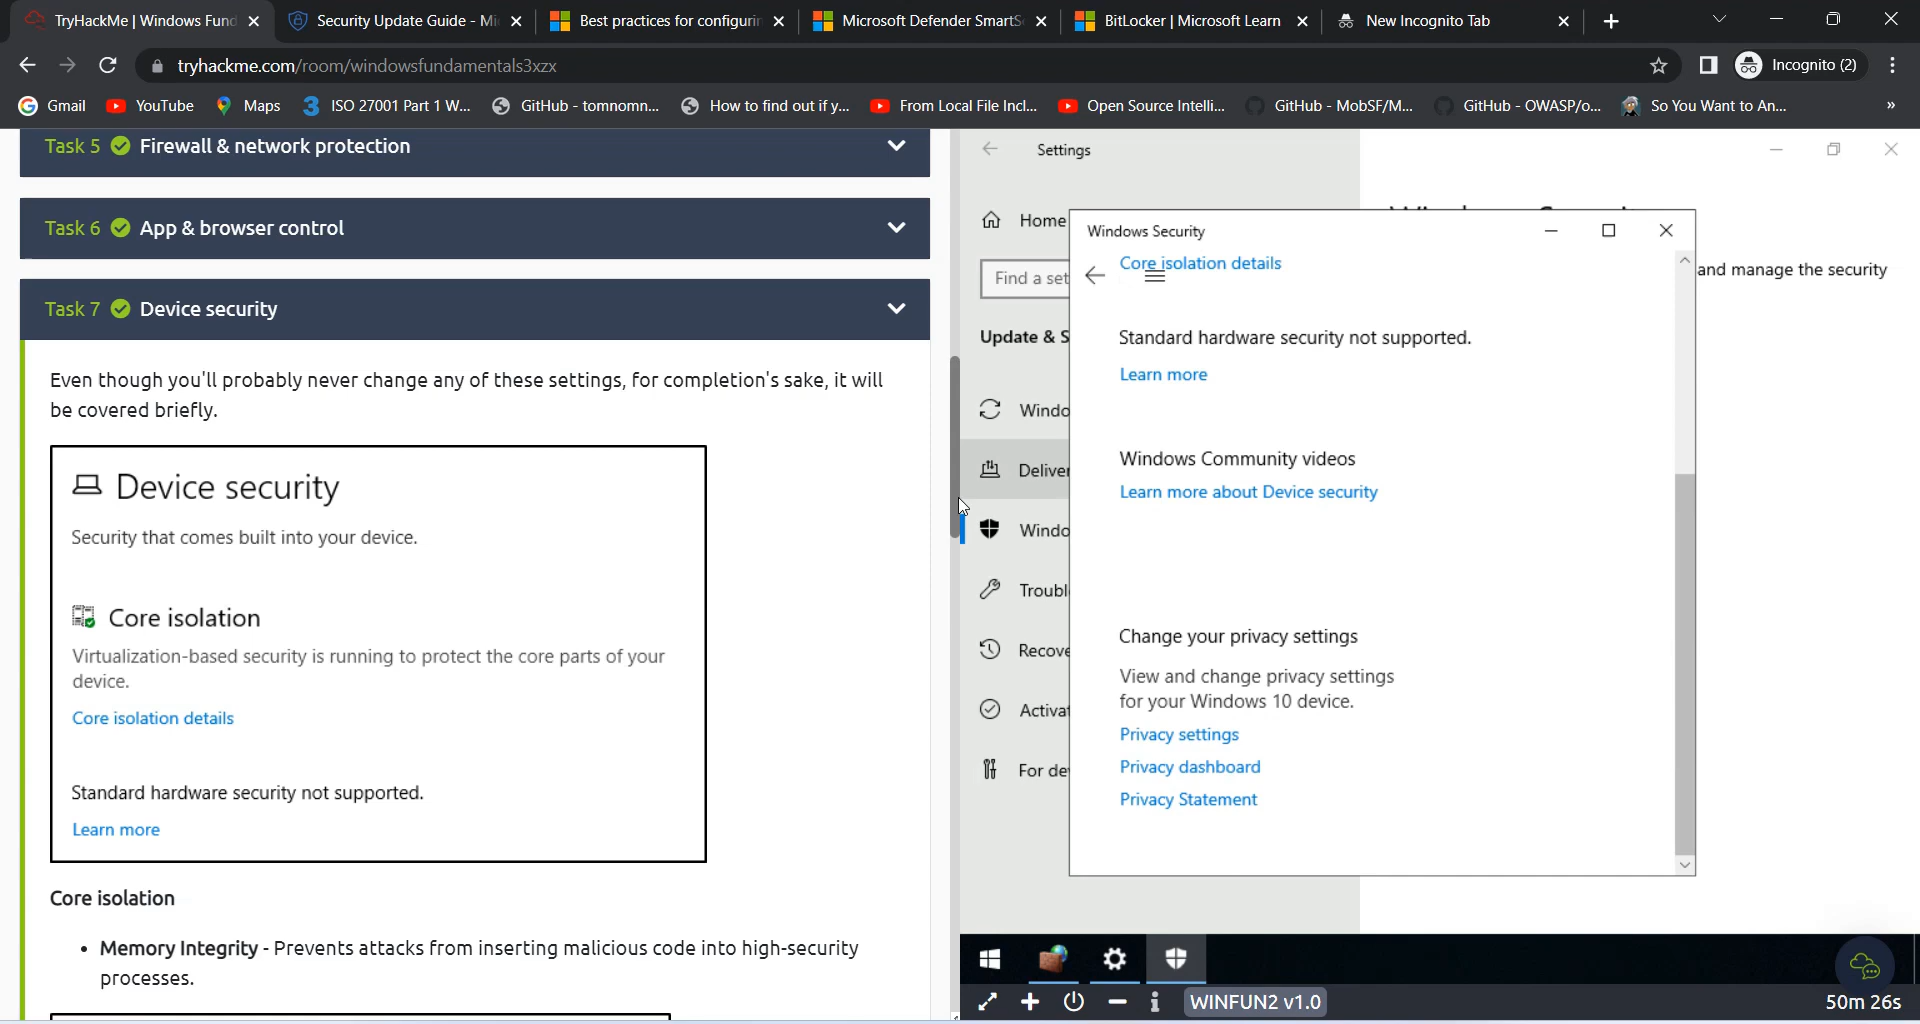 TryHackMe | Windows Fund
Security Update Guide - Mi
Best practices for configurin
Microsoft Defender SmartS
BitLocker | Microsoft Learn
New Incognito Tab
tryhackme.com/room/windowsfundamentals3xzx
Incognito (2)
Gmail
YouTube
Maps
ISO 27001 Part 1 W...
GitHub - tomnomn...
How to find out if y...
From Local File Incl...
Open Source Intelli...
GitHub - MobSF/M...
GitHub - OWASP/o...
So You Want to An...
»
Task 5 Firewall & network protection
Task 6 App & browser control
Task 7 Device security
Even though you'll probably never change any of these settings, for completion's sake, it will
be covered briefly.
Device security
Security that comes built into your device.
Core isolation
Virtualization-based security is running to protect the core parts of your
device.
Core isolation details
Standard hardware security not supported.
Learn more
Core isolation
• Memory Integrity - Prevents attacks from inserting malicious code into high-security
processes.
Settings
Home
Find a set
Update & S
Windo
Deliver
Windo
Troubl
Recove
Activat
For de
and manage the security
Windows Security
Core isolation details
Standard hardware security not supported.
Learn more
Windows Community videos
Learn more about Device security
Change your privacy settings
View and change privacy settings
for your Windows 10 device.
Privacy settings
Privacy dashboard
Privacy Statement
WINFUN2 v1.0
50m 26s